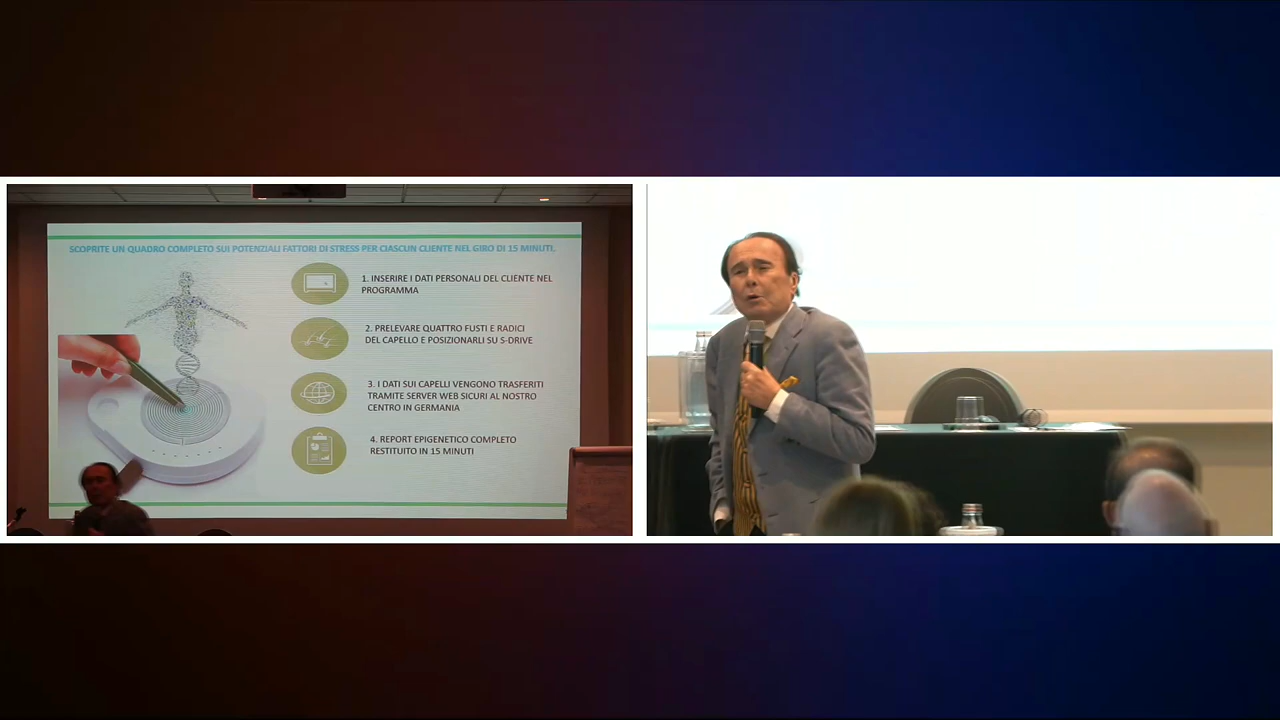 SCOPRITE UN QUADRO COMPLETO SUI POTENZIALI FATTORI DI STRESS PER CIASCUN CLIENTE NEL GIRO DI 15 MINUTI.
1. INSERIRE I DATI PERSONALI DEL CLIENTE NEL
PROGRAMMA
2. PRELEVARE QUATTRO FUSTI E RADICI
DEL CAPELLO E POSIZIONARLI SU S-DRIVE
3. I DATI SUI CAPELLI VENGONO TRASFERITI
TRAMITE SERVER WEB SICURI AL NOSTRO
CENTRO IN GERMANIA
4. REPORT EPIGENETICO COMPLETO
RESTITUITO IN 15 MINUTI